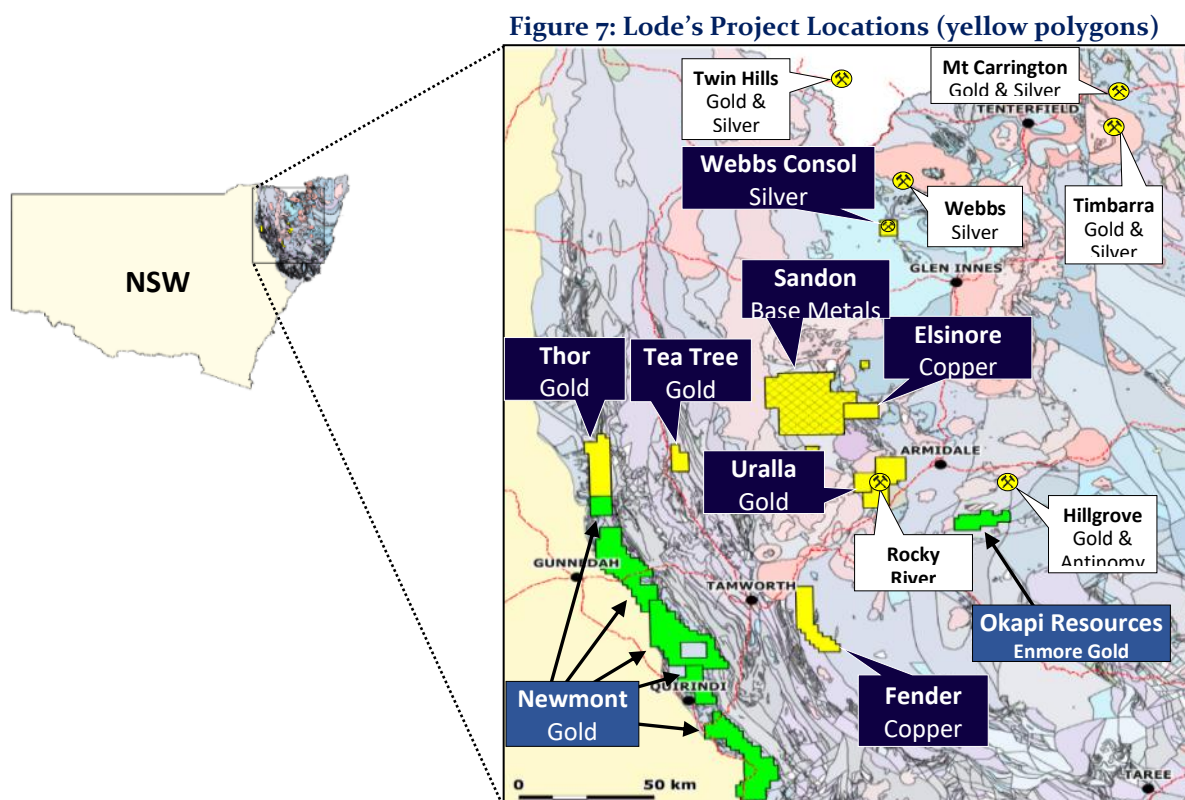 Figure 7: Lode's Project Locations (yellow polygons)
NSW
Twin Hills
Gold &
Silver
Mt Carrington
Gold & Silver
TENTERFIELD
Webbs Consol
Silver
Webbs
Silver
Timbarra
Gold &
Silver
GLEN INNES
Sandon
Base Metals
Elsinore
Copper
Thor
Gold
Tea Tree
Gold
ARMIDALE
Uralla
Gold
Hillgrove
Gold &
Antinomy
Rocky
River
GUNNEDAH
TAMWORTH
Okapi Resources
Enmore Gold
Newmont
Gold
QUIRINDI
Fender
Copper
0 50 km
TAREE